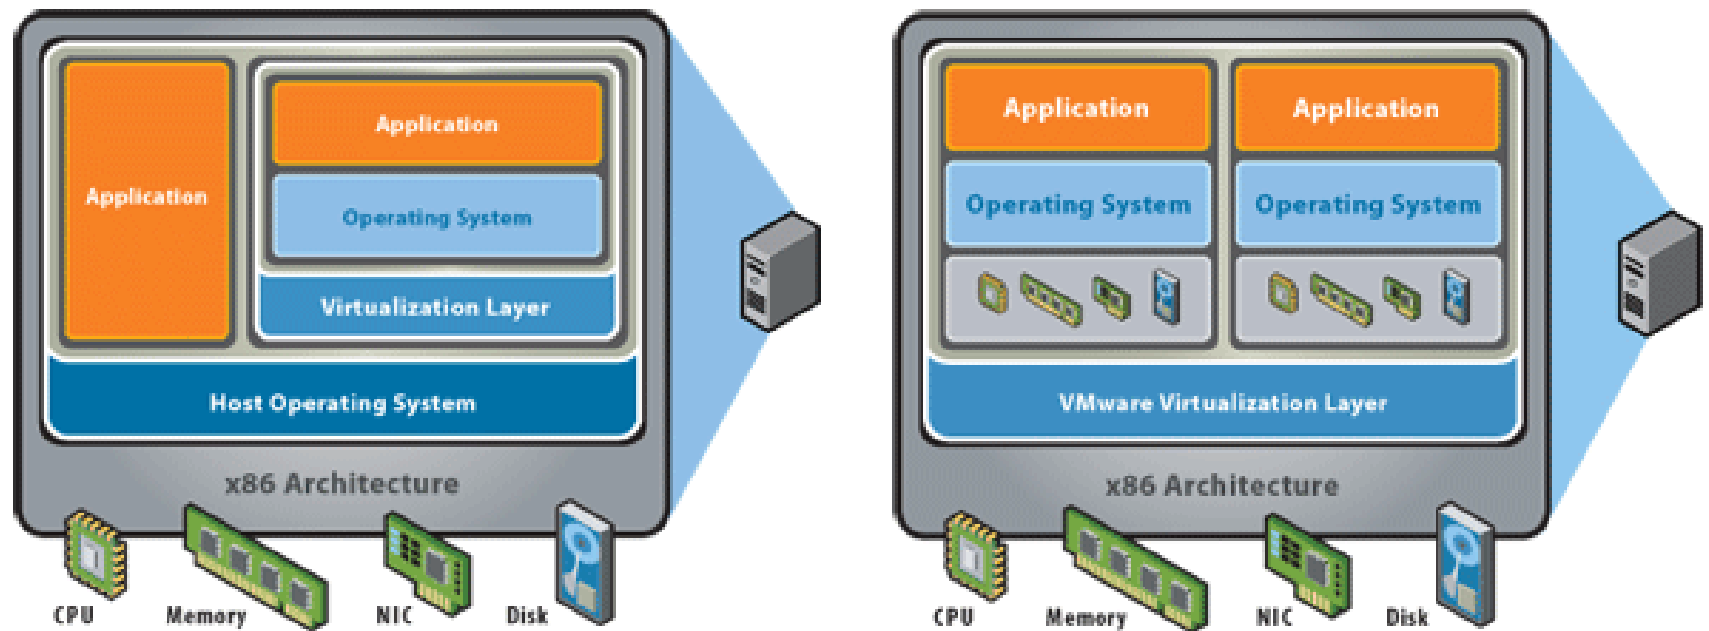 Application
Application
Operating System
Virtualization Layer
Host Operating System
x86 Architecture
CPU
Memory
NIC
Disk
Application
Application
Operating System
Operating System
VMware Virtualization Layer
x86 Architecture
CPU
Memory
NIC
Disk